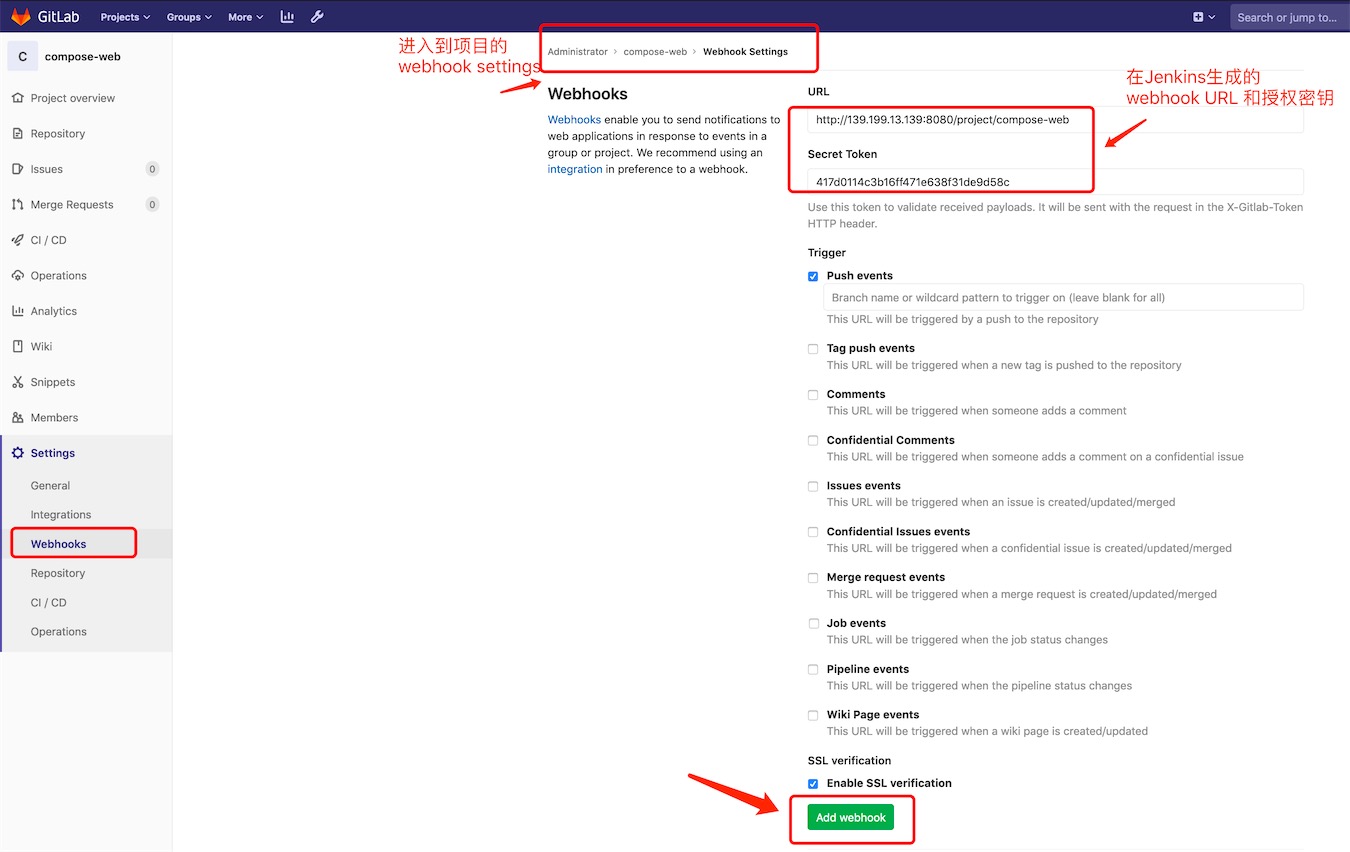 GitLab Projects Groups More Search or jump to...
C compose-web
Project overview
Repository
Issues 0
Merge Requests 0
CI / CD
Operations
Analytics
Wiki
Snippets
Members
Settings
General
Integrations
Webhooks
Repository
CI / CD
Operations
进入到项目的
webhook settings
Administrator > compose-web > Webhook Settings
Webhooks
Webhooks enable you to send notifications to
web applications in response to events in a
group or project. We recommend using an
integration in preference to a webhook.
在Jenkins生成的
webhook URL 和授权密钥
URL
http://139.199.13.139:8080/project/compose-web
Secret Token
417d0114c3b16ff471e638f31de9d58c
Use this token to validate received payloads. It will be sent with the request in the X-Gitlab-Token
HTTP header.
Trigger
Push events
Branch name or wildcard pattern to trigger on (leave blank for all)
This URL will be triggered by a push to the repository
Tag push events
This URL will be triggered when a new tag is pushed to the repository
Comments
This URL will be triggered when someone adds a comment
Confidential Comments
This URL will be triggered when someone adds a comment on a confidential issue
Issues events
This URL will be triggered when an issue is created/updated/merged
Confidential Issues events
This URL will be triggered when a confidential issue is created/updated/merged
Merge request events
This URL will be triggered when a merge request is created/updated/merged
Job events
This URL will be triggered when the job status changes
Pipeline events
This URL will be triggered when the pipeline status changes
Wiki Page events
This URL will be triggered when a wiki page is created/updated
SSL verification
Enable SSL verification
Add webhook